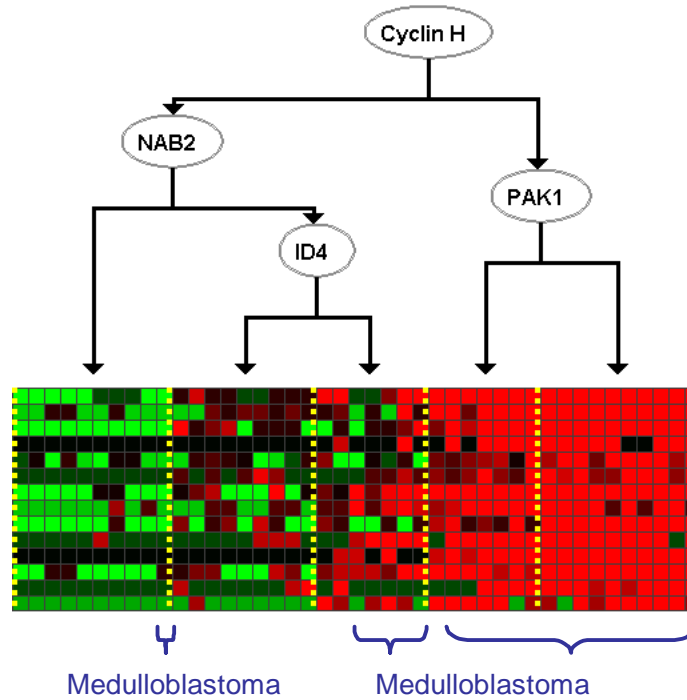 Cyclin H
NAB2
PAK1
ID4
Medulloblastoma
Medulloblastoma